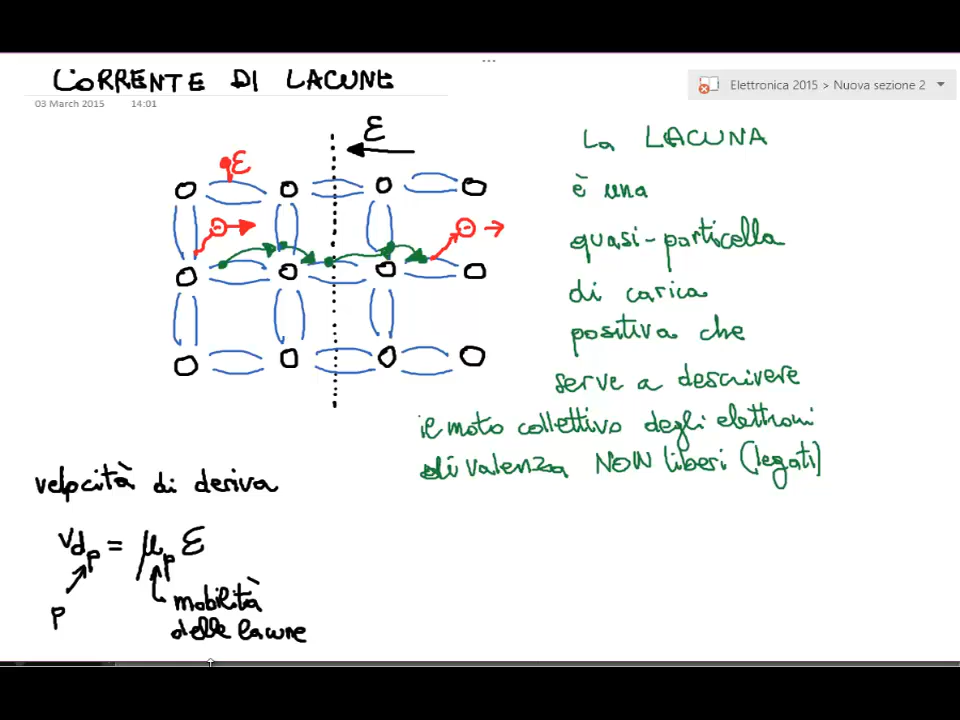 CORRENTE DI LACUNE
Elettronica 2015 > Nuova sezione 2
03 March 2015 14:01
ε
ε
La LACUNA
è una
quasi-particella
di carica
positiva che
serve a descrivere
il moto collettivo degli elettroni
di valenza NON liberi (legati)
velocità di deriva
vdp = μp ε
p
mobilità
delle lacune